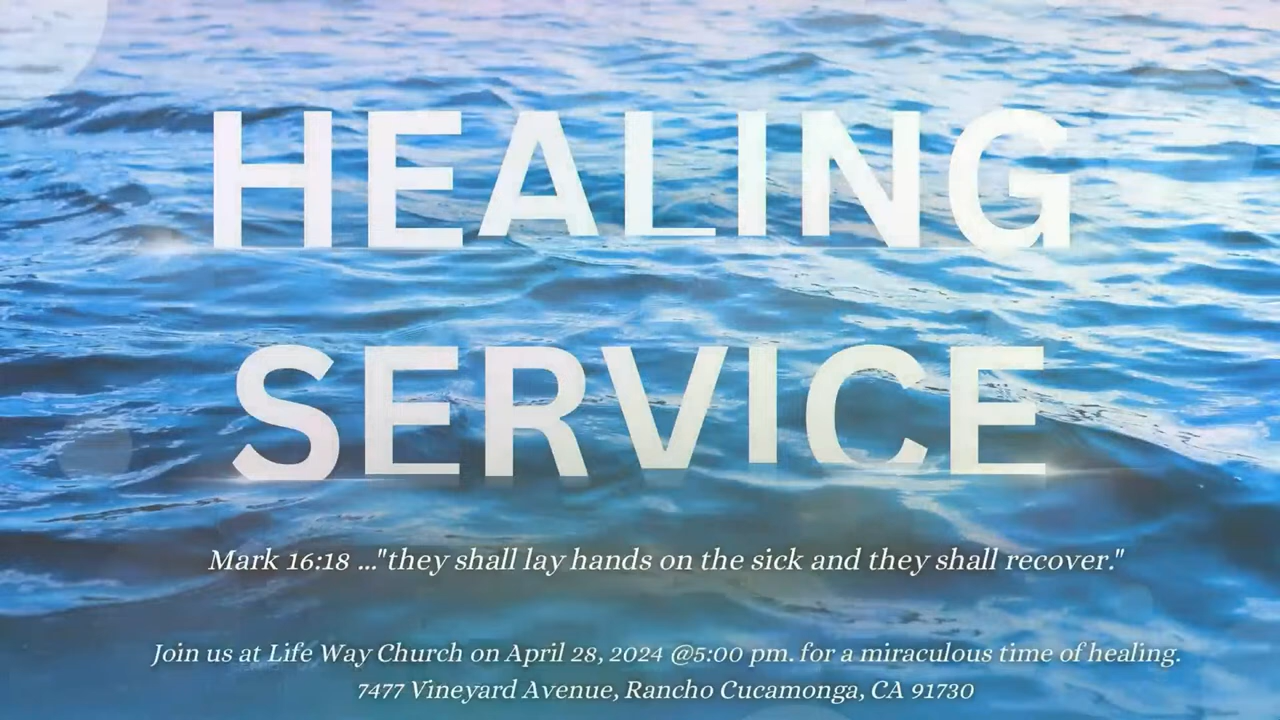 HEALING
SERVICE
Mark 16:18 ..."they shall lay hands on the sick and they shall recover."
Join us at Life Way Church on April 28, 2024 @5:00 pm. for a miraculous time of healing.
7477 Vineyard Avenue, Rancho Cucamonga, CA 91730